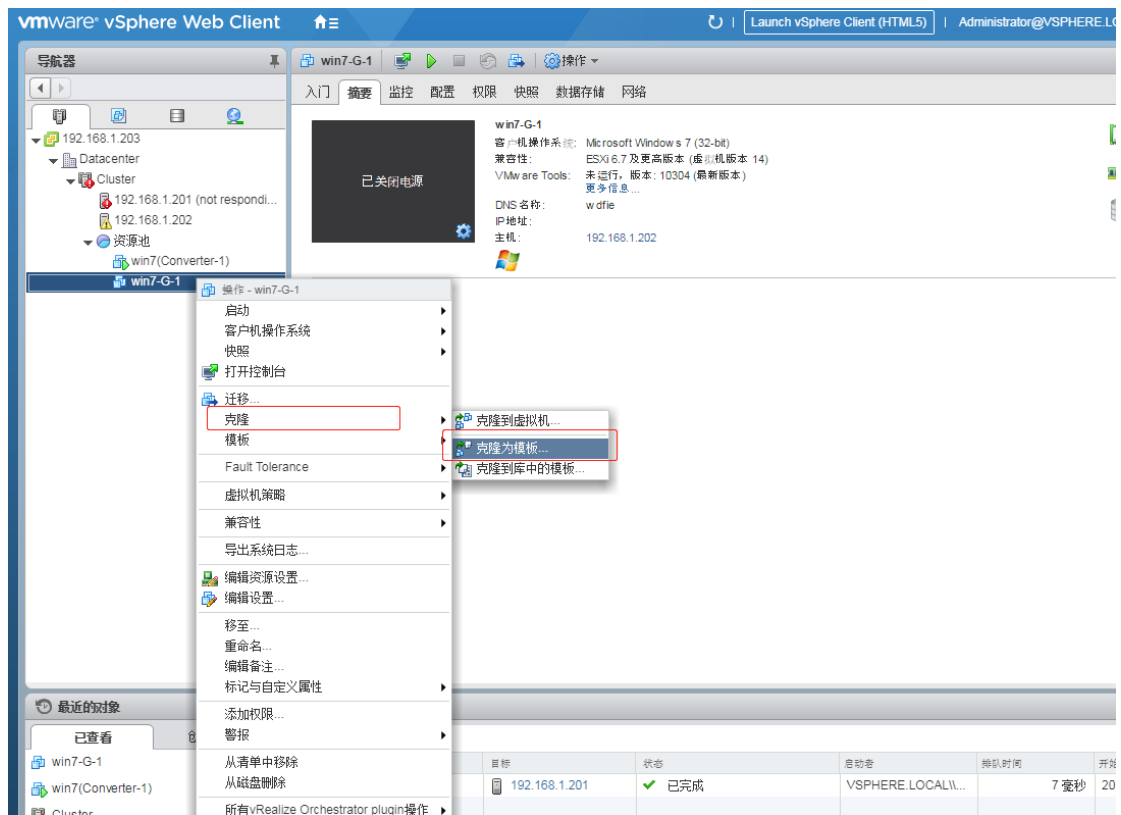 vmware® vSphere Web Client
Launch vSphere Client (HTML5)
Administrator@VSPHERE.LO
导航器
win7-G-1
操作
入门 摘要 监控 配置 权限 快照 数据存储 网络
192.168.1.203
Datacenter
Cluster
192.168.1.201 (not respondi...
192.168.1.202
资源池
win7(Converter-1)
win7-G-1
已关闭电源
win7-G-1
客户机操作系统: Microsoft Windows 7 (32-bit)
兼容性: ESXi 6.7 及更高版本 (虚拟机版本 14)
VMware Tools: 未运行，版本: 10304 (最新版本)
更多信息...
DNS 名称: wdfie
IP 地址:
主机: 192.168.1.202
操作 - win7-G-1
启动
客户机操作系统
快照
打开控制台
迁移...
克隆
模板
Fault Tolerance
虚拟机策略
兼容性
导出系统日志...
编辑资源设置...
编辑设置...
移至...
重命名...
编辑备注...
标记与自定义属性
添加权限...
警报
从清单中移除
从磁盘删除
所有vRealize Orchestrator plugin操作
克隆到虚拟机...
克隆为模板...
克隆到库中的模板...
最近的对象
已查看
win7-G-1
win7(Converter-1)
Cluster
目标 状态 启动者 排队时间 开始
192.168.1.201 已完成 VSPHERE.LOCAL\\... 7 毫秒 20